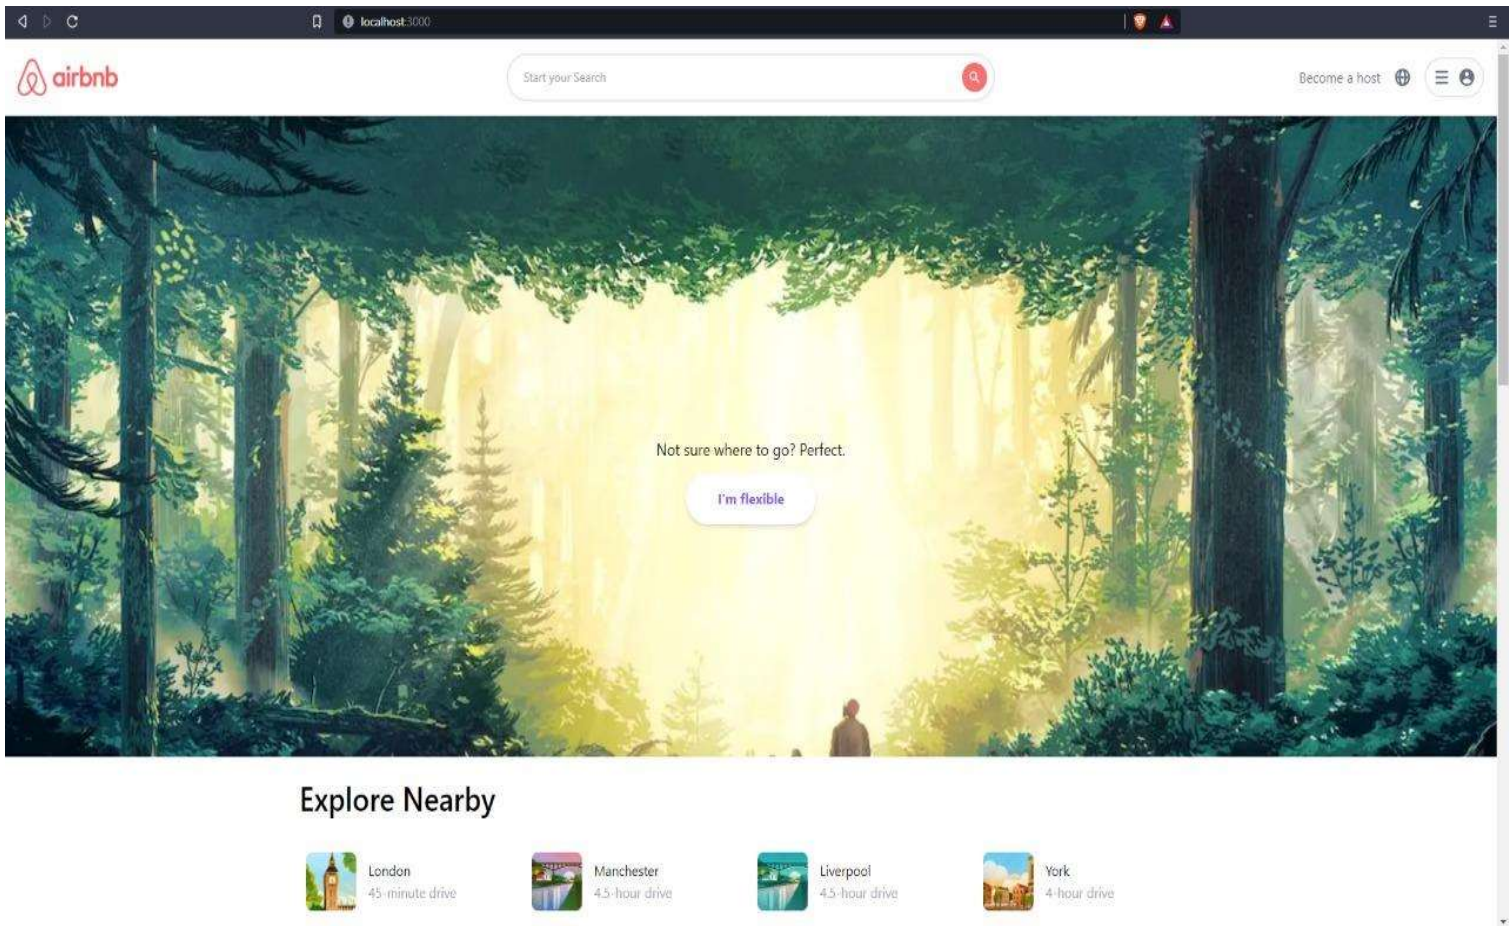 localhost:3000
airbnb
Start your Search
Become a host
Not sure where to go? Perfect.
I'm flexible
Explore Nearby
London
45-minute drive
Manchester
4.5-hour drive
Liverpool
4.5-hour drive
York
4-hour drive